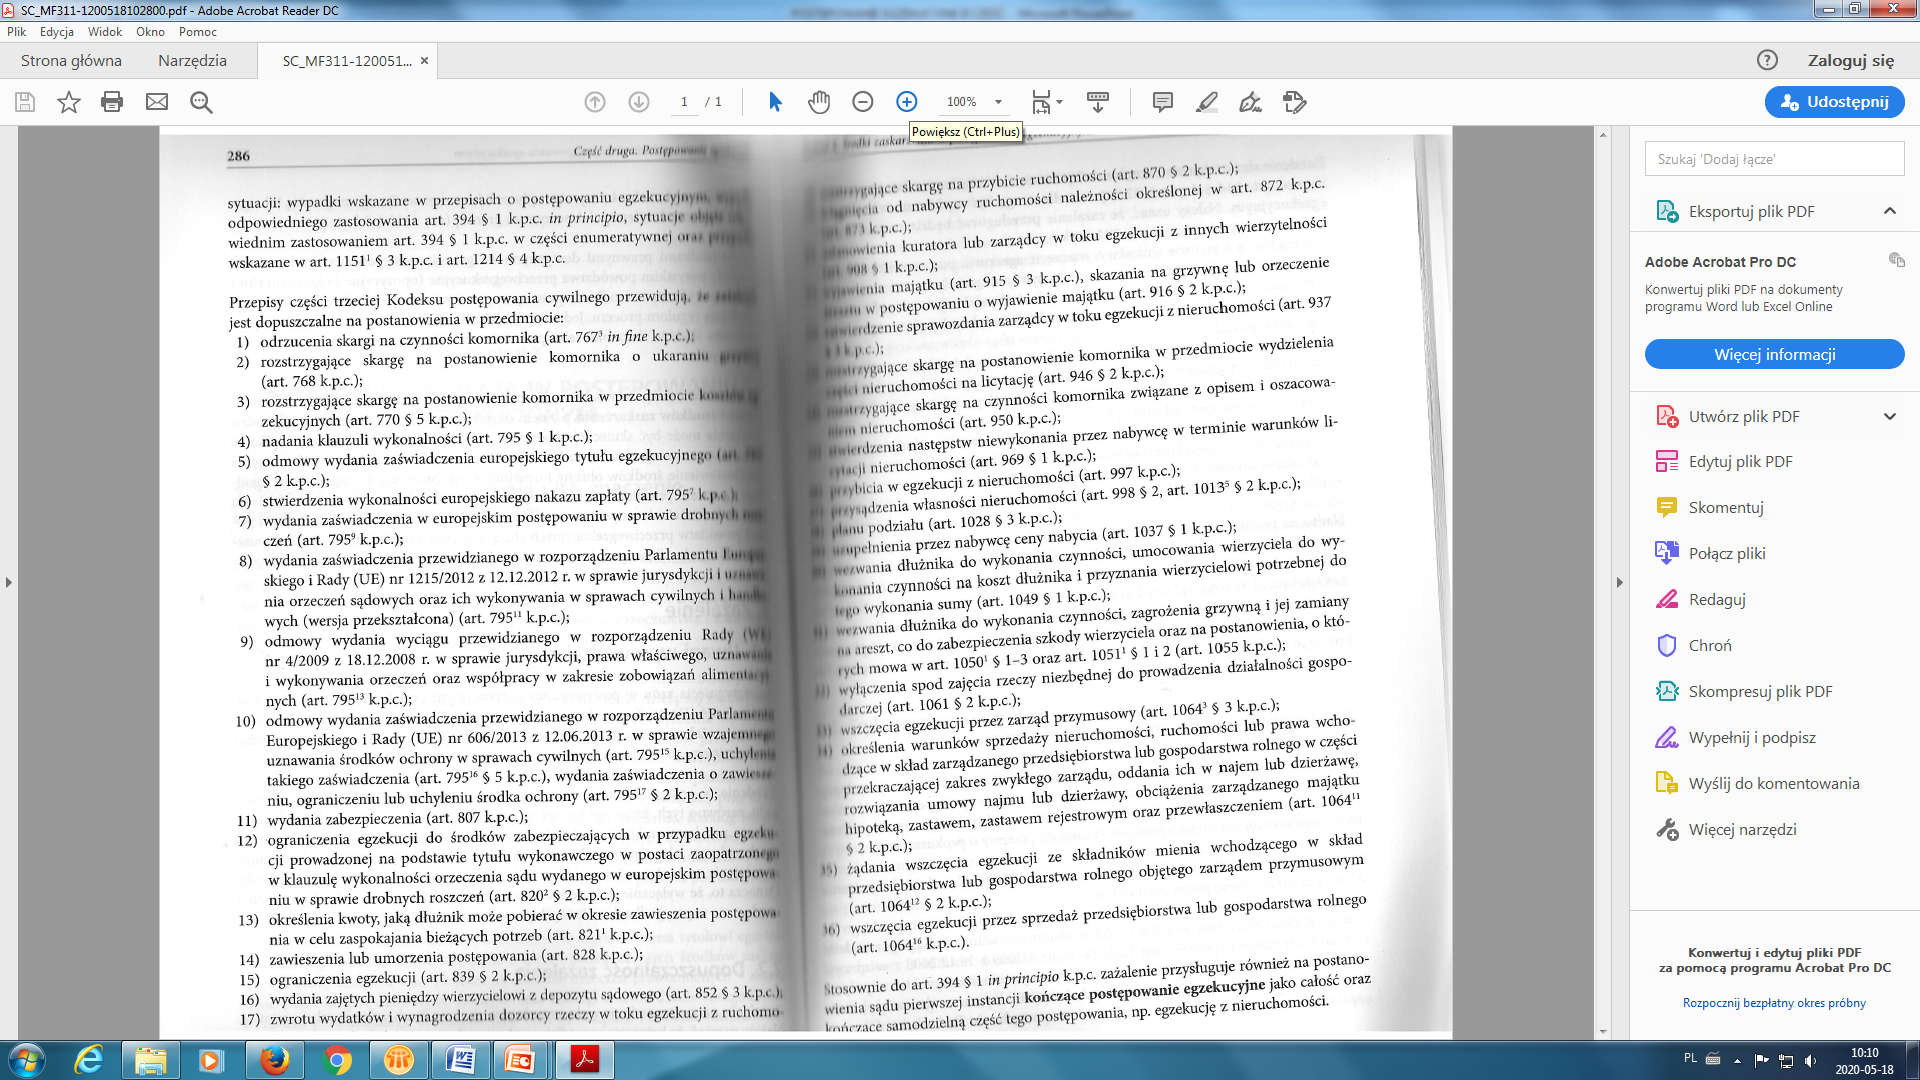 SC_MF311-1200518102800.pdf - Adobe Acrobat Reader DC
Plik Edycja Widok Okno Pomoc
Strona główna Narzędzia SC_MF311-120051... × Zaloguj się
1 / 1 100% Udostępnij
Powiększ (Ctrl+Plus)
286 Część druga. Postępowanie
sytuacji: wypadki wskazane w przepisach o postępowaniu egzekucyjnym,
odpowiedniego zastosowania art. 394 § 1 k.p.c. in principio, sytuacje
wiednim zastosowaniem art. 394 § 1 k.p.c. w części enumeratywnej oraz
wskazane w art. 1151¹ § 3 k.p.c. i art. 1214 § 4 k.p.c.
Przepisy części trzeciej Kodeksu postępowania cywilnego przewidują, że
jest dopuszczalne na postanowienia w przedmiocie:
1) odrzucenia skargi na czynności komornika (art. 767³ in fine k.p.c.);
2) rozstrzygające skargę na postanowienie komornika o ukaraniu
(art. 768 k.p.c.);
3) rozstrzygające skargę na postanowienie komornika w przedmiocie kosztów
zekucyjnych (art. 770 § 5 k.p.c.);
4) nadania klauzuli wykonalności (art. 795 § 1 k.p.c.);
5) odmowy wydania zaświadczenia europejskiego tytułu egzekucyjnego (art.
§ 2 k.p.c.);
6) stwierdzenia wykonalności europejskiego nakazu zapłaty (art. 795⁷ k.p.c.)
7) wydania zaświadczenia w europejskim postępowaniu w sprawie drobnych
czeń (art. 795⁹ k.p.c.);
8) wydania zaświadczenia przewidzianego w rozporządzeniu Parlamentu Europej-
skiego i Rady (UE) nr 1215/2012 z 12.12.2012 r. w sprawie jurysdykcji i uznawa-
nia orzeczeń sądowych oraz ich wykonywania w sprawach cywilnych i handlo-
wych (wersja przekształcona) (art. 795¹¹ k.p.c.);
9) odmowy wydania wyciągu przewidzianego w rozporządzeniu Rady (WE)
nr 4/2009 z 18.12.2008 r. w sprawie jurysdykcji, prawa właściwego, uznawania
i wykonywania orzeczeń oraz współpracy w zakresie zobowiązań alimentacyj-
nych (art. 795¹³ k.p.c.);
10) odmowy wydania zaświadczenia przewidzianego w rozporządzeniu Parlamentu
Europejskiego i Rady (UE) nr 606/2013 z 12.06.2013 r. w sprawie wzajemnego
uznawania środków ochrony w sprawach cywilnych (art. 795¹⁵ k.p.c.), uchylenia
takiego zaświadczenia (art. 795¹⁶ § 5 k.p.c.), wydania zaświadczenia o zawiesze-
niu, ograniczeniu lub uchyleniu środka ochrony (art. 795¹⁷ § 2 k.p.c.);
11) wydania zabezpieczenia (art. 807 k.p.c.);
12) ograniczenia egzekucji do środków zabezpieczających w przypadku egzeku-
cji prowadzonej na podstawie tytułu wykonawczego w postaci zaopatrzonego
w klauzulę wykonalności orzeczenia sądu wydanego w europejskim postępowa-
niu w sprawie drobnych roszczeń (art. 820² § 2 k.p.c.);
13) określenia kwoty, jaką dłużnik może pobierać w okresie zawieszenia postępowa-
nia w celu zaspokajania bieżących potrzeb (art. 821¹ k.p.c.);
14) zawieszenia lub umorzenia postępowania (art. 828 k.p.c.);
15) ograniczenia egzekucji (art. 839 § 2 k.p.c.);
16) wydania zajętych pieniędzy wierzycielowi z depozytu sądowego (art. 852 § 3 k.p.c.);
17) zwrotu wydatków i wynagrodzenia dozorcy rzeczy w toku egzekucji z ruchomo-
skargę na przybicie ruchomości (art. 870 § 2 k.p.c.);
od nabywcy ruchomości należności określonej w art. 872 k.p.c.
873 k.p.c.);
kuratora lub zarządcy w toku egzekucji z innych wierzytelności
908 § 1 k.p.c.);
majątku (art. 915 § 3 k.p.c.), skazania na grzywnę lub orzeczenie
w postępowaniu o wyjawienie majątku (art. 916 § 2 k.p.c.);
sprawozdania zarządcy w toku egzekucji z nieruchomości (art. 937
k.p.c.);
skargę na postanowienie komornika w przedmiocie wydzielenia
części nieruchomości na licytację (art. 946 § 2 k.p.c.);
skargę na czynności komornika związane z opisem i oszacowa-
niem nieruchomości (art. 950 k.p.c.);
stwierdzenia następstw niewykonania przez nabywcę w terminie warunków li-
cytacji nieruchomości (art. 969 § 1 k.p.c.);
przybicia w egzekucji z nieruchomości (art. 997 k.p.c.);
przysądzenia własności nieruchomości (art. 998 § 2, art. 1013⁵ § 2 k.p.c.);
planu podziału (art. 1028 § 3 k.p.c.);
uzupełnienia przez nabywcę ceny nabycia (art. 1037 § 1 k.p.c.);
wezwania dłużnika do wykonania czynności, umocowania wierzyciela do wy-
konania czynności na koszt dłużnika i przyznania wierzycielowi potrzebnej do
tego wykonania sumy (art. 1049 § 1 k.p.c.);
wezwania dłużnika do wykonania czynności, zagrożenia grzywną i jej zamiany
na areszt, co do zabezpieczenia szkody wierzyciela oraz na postanowienia, o któ-
rych mowa w art. 1050¹ § 1–3 oraz art. 1051¹ § 1 i 2 (art. 1055 k.p.c.);
wyłączenia spod zajęcia rzeczy niezbędnej do prowadzenia działalności gospo-
darczej (art. 1061 § 2 k.p.c.);
wszczęcia egzekucji przez zarząd przymusowy (art. 1064³ § 3 k.p.c.);
34) określenia warunków sprzedaży nieruchomości, ruchomości lub prawa wcho-
dzące w skład zarządzanego przedsiębiorstwa lub gospodarstwa rolnego w części
przekraczającej zakres zwykłego zarządu, oddania ich w najem lub dzierżawę,
rozwiązania umowy najmu lub dzierżawy, obciążenia zarządzanego majątku
hipoteką, zastawem, zastawem rejestrowym oraz przewłaszczeniem (art. 1064¹¹
§ 2 k.p.c.);
35) żądania wszczęcia egzekucji ze składników mienia wchodzącego w skład
przedsiębiorstwa lub gospodarstwa rolnego objętego zarządem przymusowym
(art. 1064¹² § 2 k.p.c.);
36) wszczęcia egzekucji przez sprzedaż przedsiębiorstwa lub gospodarstwa rolnego
(art. 1064¹⁶ k.p.c.).
Stosownie do art. 394 § 1 in principio k.p.c. zażalenie przysługuje również na postano-
wienia sądu pierwszej instancji kończące postępowanie egzekucyjne jako całość oraz
kończące samodzielną część tego postępowania, np. egzekucję z nieruchomości.
Szukaj 'Dodaj łącze'
Eksportuj plik PDF
Adobe Acrobat Pro DC
Konwertuj pliki PDF na dokumenty
programu Word lub Excel Online
Więcej informacji
Utwórz plik PDF
Edytuj plik PDF
Skomentuj
Połącz pliki
Redaguj
Chroń
Skompresuj plik PDF
Wypełnij i podpisz
Wyślij do komentowania
Więcej narzędzi
Konwertuj i edytuj pliki PDF
za pomocą programu Acrobat Pro DC
Rozpocznij bezpłatny okres próbny
PL 10:10
2020-05-18